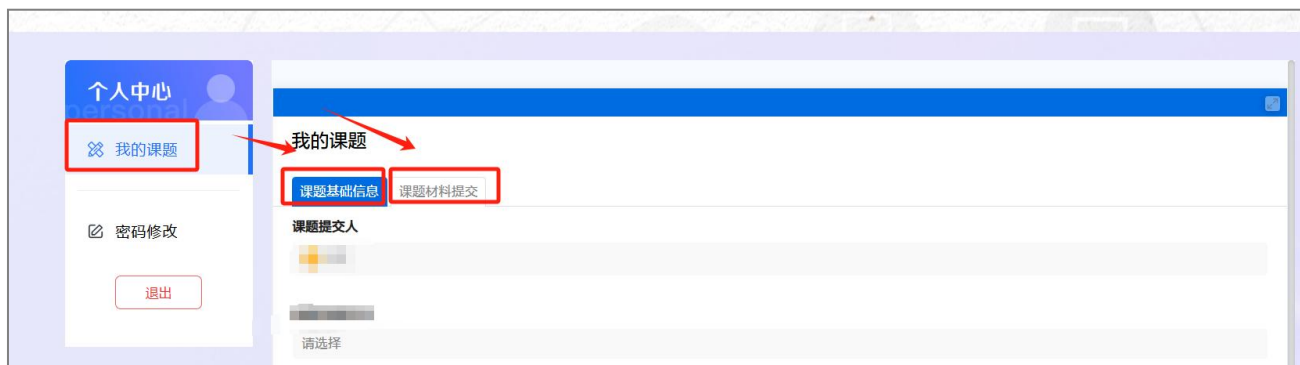 个人中心
personal
我的课题
密码修改
退出
我的课题
课题基础信息 课题材料提交
课题提交人
请选择